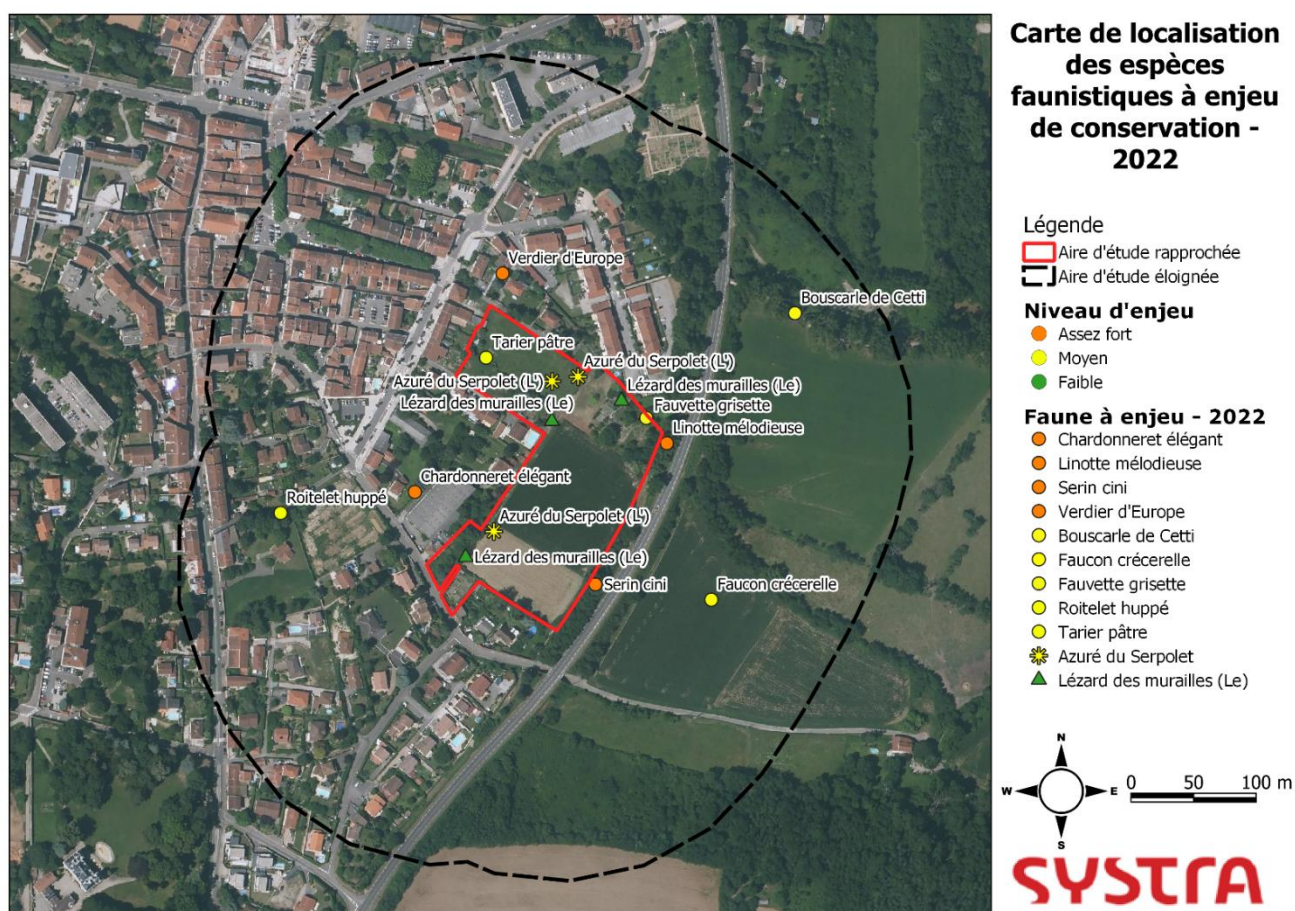 Carte de localisation
des espèces
faunistiques à enjeu
de conservation -
2022
Légende
Aire d'étude rapprochée
Aire d'étude éloignée
Niveau d'enjeu
Assez fort
Moyen
Faible
Faune à enjeu - 2022
Chardonneret élégant
Linotte mélodieuse
Serin cini
Verdier d'Europe
Bouscarle de Cetti
Faucon crécerelle
Fauvette grisette
Roitelet huppé
Tarier pâtre
Azuré du Serpolet
Lézard des murailles (Le)
N
W E
S
0 50 100 m
SYSTRA
Verdier d'Europe
Bouscarle de Cetti
Tarier pâtre
Azuré du Serpolet (L')
Azuré du Serpolet (L')
Lézard des murailles (Le)
Lézard des murailles (Le)
Fauvette grisette
Linotte mélodieuse
Chardonneret élégant
Roitelet huppé
Azuré du Serpolet (L')
Lézard des murailles (Le)
Serin cini
Faucon crécerelle